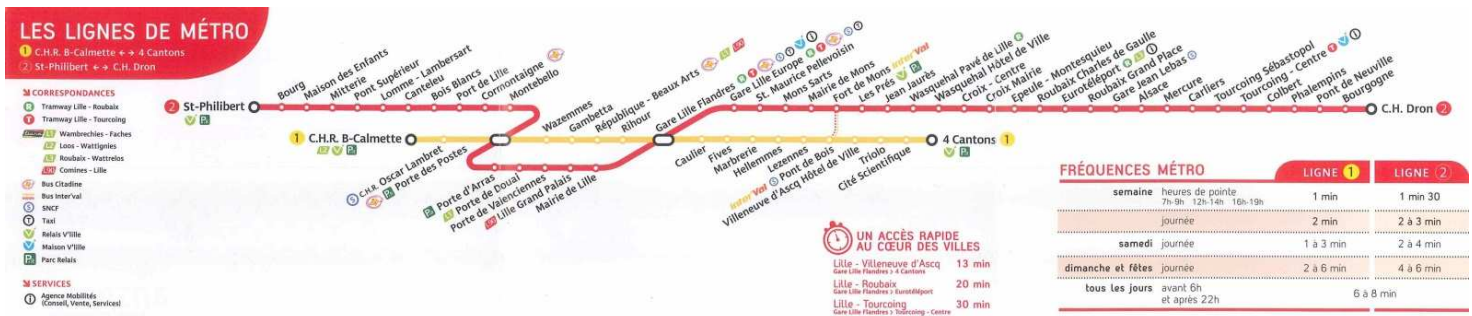 LES LIGNES DE MÉTRO
1 C.H.R. B-Calmette ←→ 4 Cantons
2 St-Philibert ←→ C.H. Dron
CORRESPONDANCES
R Tramway Lille - Roubaix
T Tramway Lille - Tourcoing
L1 Wambrechies - Faches
L2 Loos - Wattignies
L3 Roubaix - Wattrelos
L90 Comines - Lille
Bus Citadine
Bus Interval
S SNCF
T Taxi
V Relais V'lille
V Maison V'lille
P Parc Relais
SERVICES
Agence Mobilités
(Conseil, Vente, Services)
2 St-Philibert
Bourg
Maison des Enfants
Mitterie
Pont Supérieur
Lomme - Lambersart
Canteleu
Bois Blancs
Port de Lille
Cormontaigne
Montebello
1 C.H.R. B-Calmette
C.H.R. Oscar Lambret
Porte des Postes
Wazemmes
Gambetta
République - Beaux Arts
Rihour
Gare Lille Flandres
Porte d'Arras
Porte de Douai
Porte de Valenciennes
Lille Grand Palais
Mairie de Lille
Gare Lille Europe
St. Maurice Pellevoisin
Mons Sarts
Mairie de Mons
Fort de Mons Inter'Val
Les Prés
Jean Jaurès
Wasquehal Pavé de Lille
Wasquehal Hôtel de Ville
Croix - Centre
Croix Mairie
Epeule - Montesquieu
Roubaix Charles de Gaulle
Eurotéléport
Roubaix Grand Place
Gare Jean Lebas
Alsace
Mercure
Carliers
Tourcoing Sébastopol
Tourcoing - Centre
Colbert
Phalempins
Pont de Neuville
Bourgogne
C.H. Dron 2
Caulier
Fives
Marbrerie
Hellemmes
Lezennes
Inter'Val Pont de Bois
Villeneuve d'Ascq Hôtel de Ville
Triolo
Cité Scientifique
4 Cantons 1
UN ACCÈS RAPIDE
AU CŒUR DES VILLES
Lille - Villeneuve d'Ascq 13 min
Gare Lille Flandres > 4 Cantons
Lille - Roubaix 20 min
Gare Lille Flandres > Eurotéléport
Lille - Tourcoing 30 min
Gare Lille Flandres > Tourcoing - Centre
FRÉQUENCES MÉTRO LIGNE 1 LIGNE 2
semaine heures de pointe 1 min 1 min 30
7h-9h 12h-14h 16h-19h
journée 2 min 2 à 3 min
samedi journée 1 à 3 min 2 à 4 min
dimanche et fêtes journée 2 à 6 min 4 à 6 min
tous les jours avant 6h 6 à 8 min
et après 22h